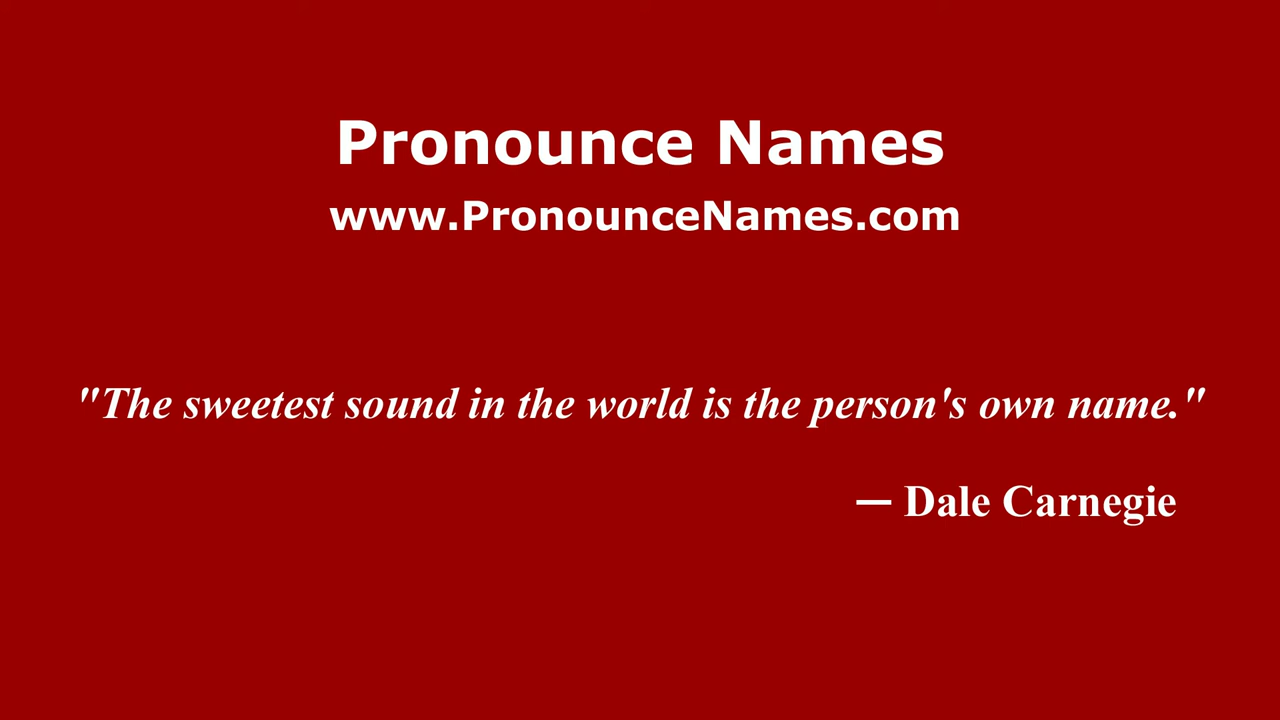 Pronounce Names
www.PronounceNames.com
"The sweetest sound in the world is the person's own name."
— Dale Carnegie